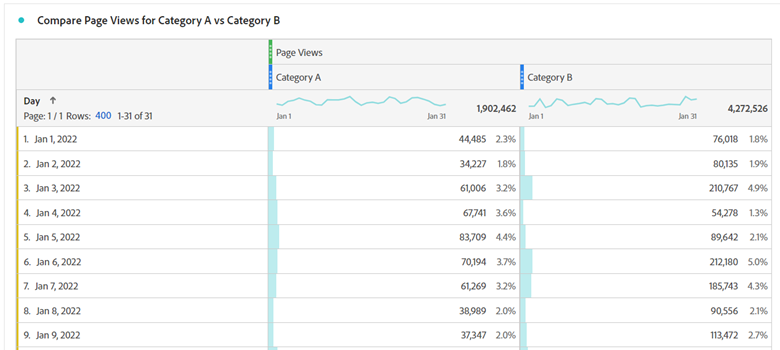 Compare Page Views for Category A vs Category B
Page Views
Category A Category B
Day ↑ 1,902,462 4,272,526
Page: 1 / 1 Rows: 400 1-31 of 31 Jan 1 Jan 31 Jan 1 Jan 31
1. Jan 1, 2022 44,485 2.3% 76,018 1.8%
2. Jan 2, 2022 34,227 1.8% 80,135 1.9%
3. Jan 3, 2022 61,006 3.2% 210,767 4.9%
4. Jan 4, 2022 67,741 3.6% 54,278 1.3%
5. Jan 5, 2022 83,709 4.4% 89,642 2.1%
6. Jan 6, 2022 70,194 3.7% 212,180 5.0%
7. Jan 7, 2022 61,269 3.2% 185,743 4.3%
8. Jan 8, 2022 38,989 2.0% 90,556 2.1%
9. Jan 9, 2022 37,347 2.0% 113,472 2.7%